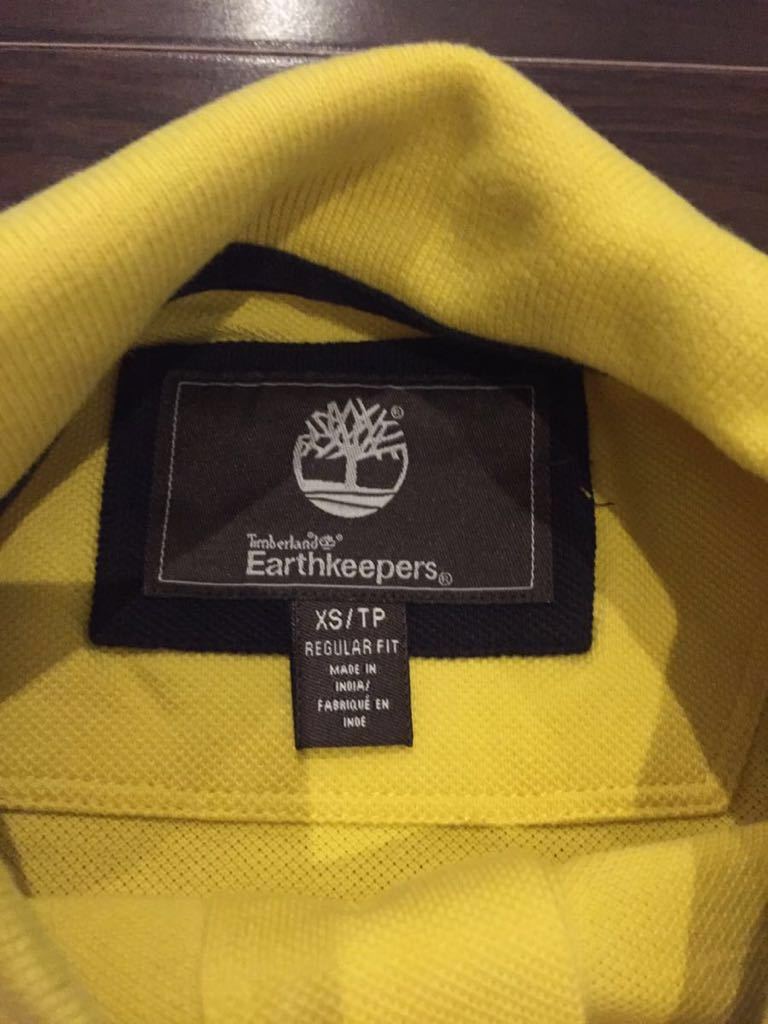 Timberland®
Earthkeepers®
XS/TP
REGULAR FIT
MADE IN
INDIA/
FABRIQUÉ EN
INDE